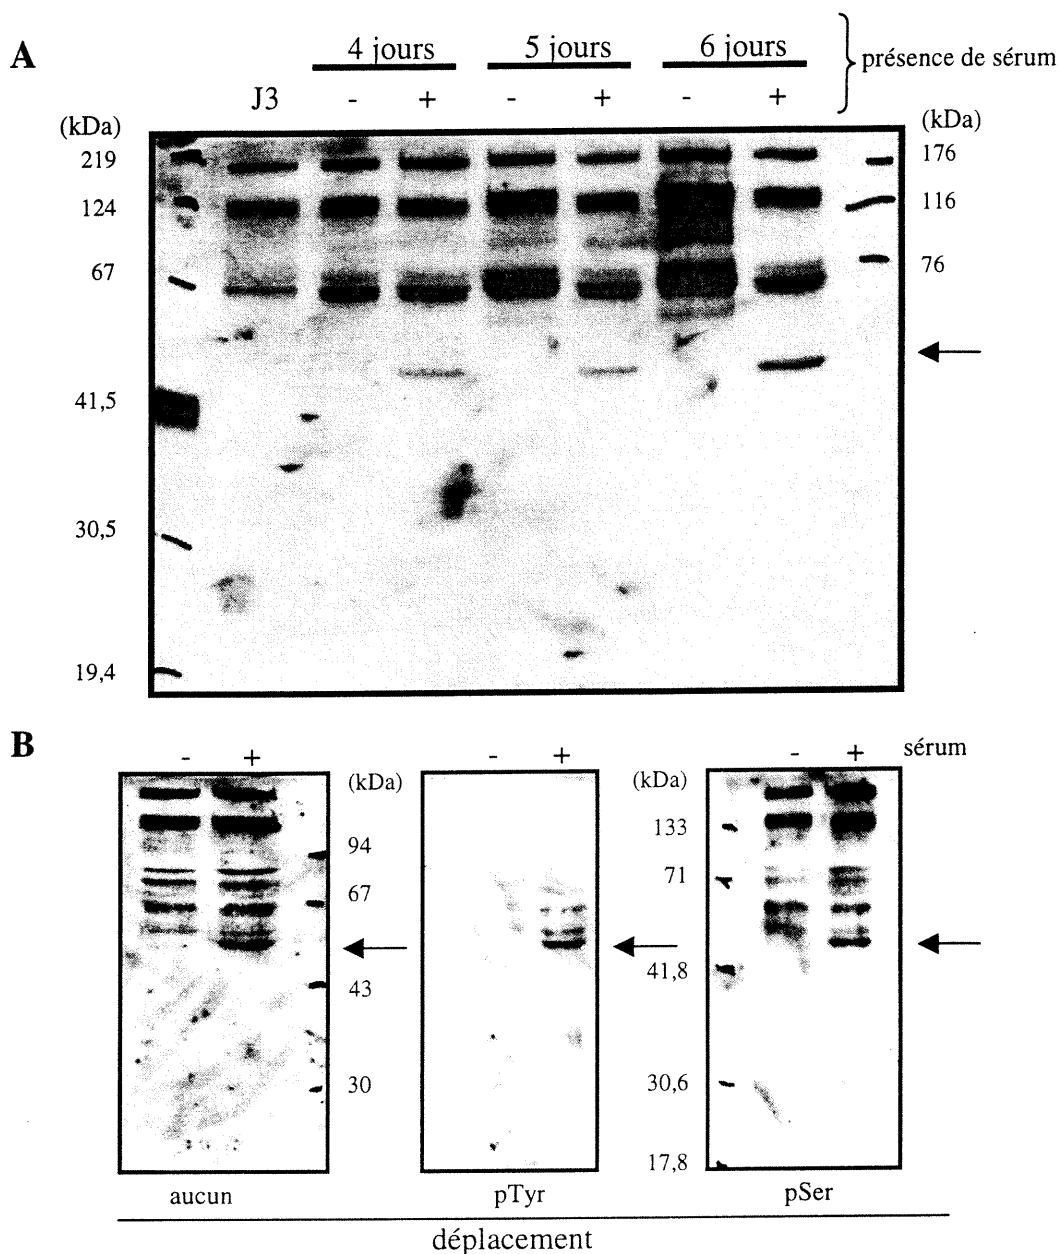 A
4 jours
5 jours
6 jours
présence de sérum
J3
-
+
-
+
-
+
(kDa)
219
124
67
41,5
30,5
19,4
(kDa)
176
116
76
B
-
+
-
+
-
+
sérum
(kDa)
94
67
43
30
(kDa)
133
71
41,8
30,6
17,8
aucun
pTyr
pSer
déplacement